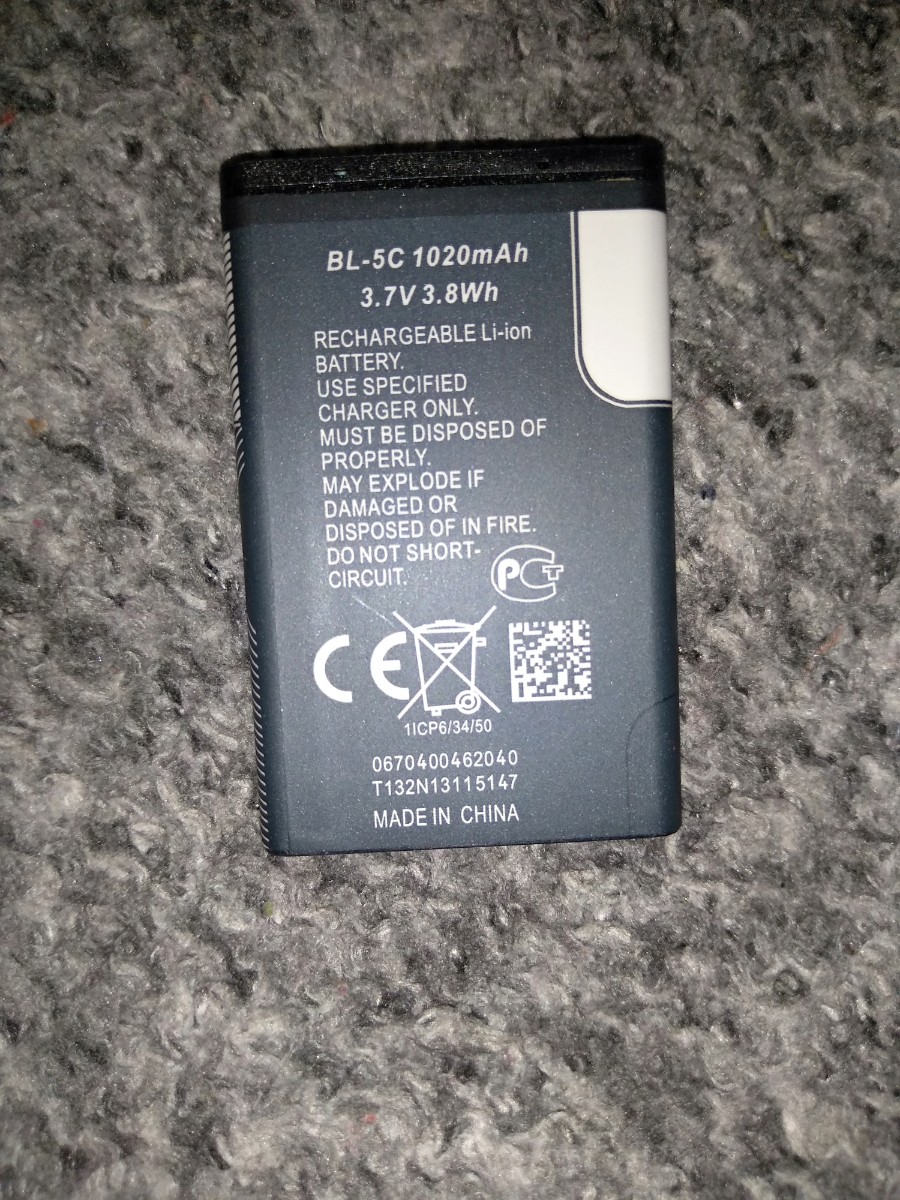 BL-5C 1020mAh
3.7V 3.8Wh
RECHARGEABLE Li-ion
BATTERY.
USE SPECIFIED
CHARGER ONLY.
MUST BE DISPOSED OF
PROPERLY.
MAY EXPLODE IF
DAMAGED OR
DISPOSED OF IN FIRE.
DO NOT SHORT-
CIRCUIT.
PCT
CE
1ICP6/34/50
0670400462040
T132N13115147
MADE IN CHINA